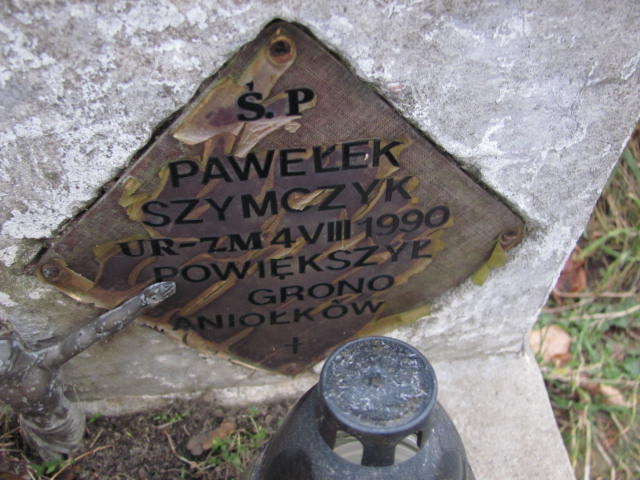 Ś. P
PAWEŁEK
SZYMCZYK
UR-ZM 4 VIII 1990
POWIĘKSZYŁ
GRONO
ANIOŁKÓW